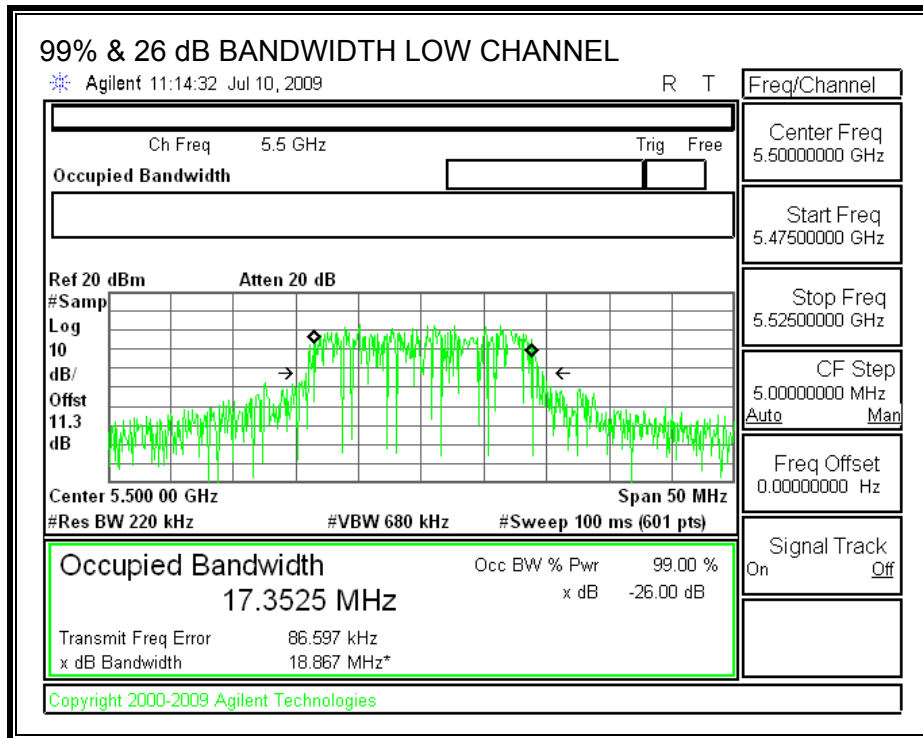 99% & 26 dB BANDWIDTH LOW CHANNEL
Agilent 11:14:32 Jul 10, 2009 R T
Freq/Channel
Ch Freq 5.5 GHz Trig Free
Occupied Bandwidth
Center Freq
5.50000000 GHz
Start Freq
5.47500000 GHz
Stop Freq
5.52500000 GHz
CF Step
5.00000000 MHz
Auto Man
Freq Offset
0.00000000 Hz
Signal Track
On Off
Ref 20 dBm Atten 20 dB
#Samp
Log
10
dB/
Offst
11.3
dB
Center 5.500 00 GHz Span 50 MHz
#Res BW 220 kHz #VBW 680 kHz #Sweep 100 ms (601 pts)
Occupied Bandwidth Occ BW % Pwr 99.00 %
17.3525 MHz x dB -26.00 dB
Transmit Freq Error 86.597 kHz
x dB Bandwidth 18.867 MHz*
Copyright 2000-2009 Agilent Technologies